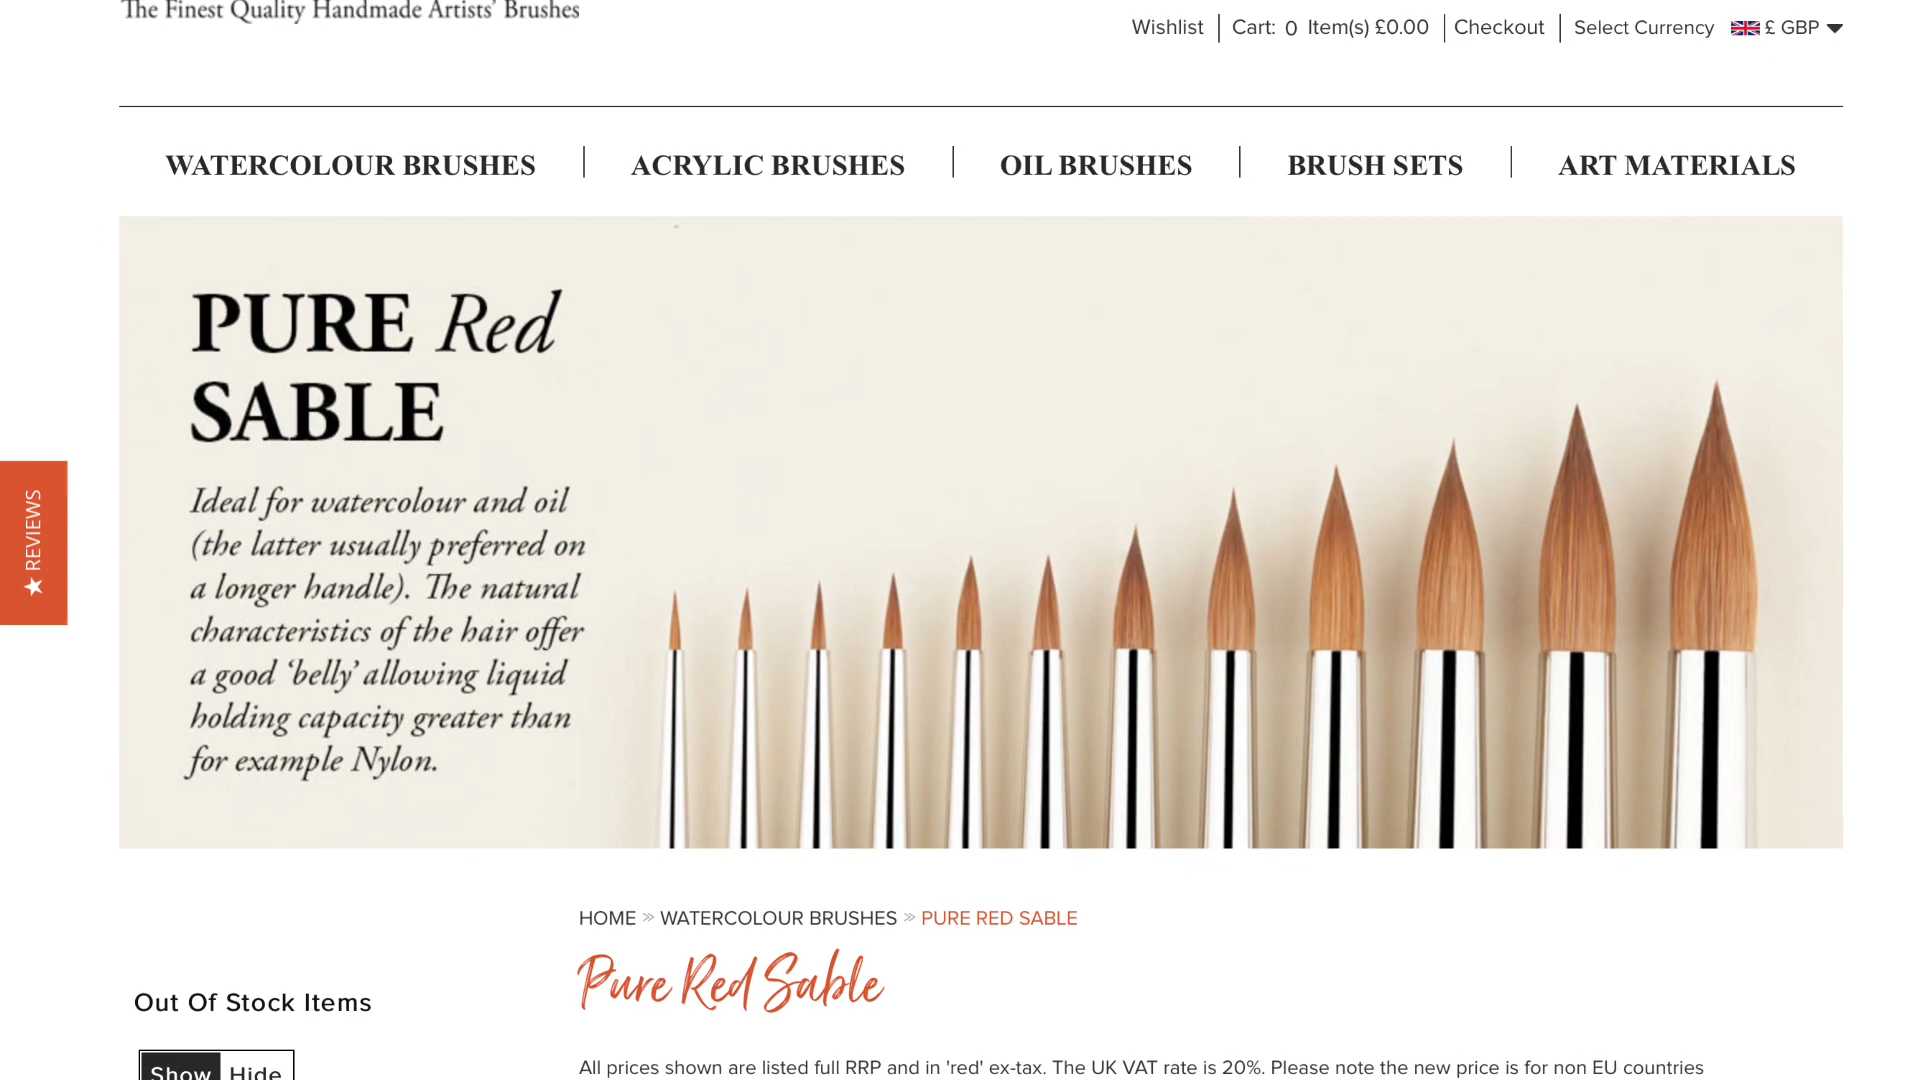 The Finest Quality Handmade Artists' Brushes
Wishlist | Cart: 0 Item(s) £0.00 | Checkout | Select Currency £ GBP
WATERCOLOUR BRUSHES | ACRYLIC BRUSHES | OIL BRUSHES | BRUSH SETS | ART MATERIALS
PURE Red
SABLE
Ideal for watercolour and oil
(the latter usually preferred on
a longer handle). The natural
characteristics of the hair offer
a good ‘belly’ allowing liquid
holding capacity greater than
for example Nylon.
★ REVIEWS
HOME » WATERCOLOUR BRUSHES » PURE RED SABLE
Pure Red Sable
Out Of Stock Items
Show Hide
All prices shown are listed full RRP and in 'red' ex-tax. The UK VAT rate is 20%. Please note the new price is for non EU countries